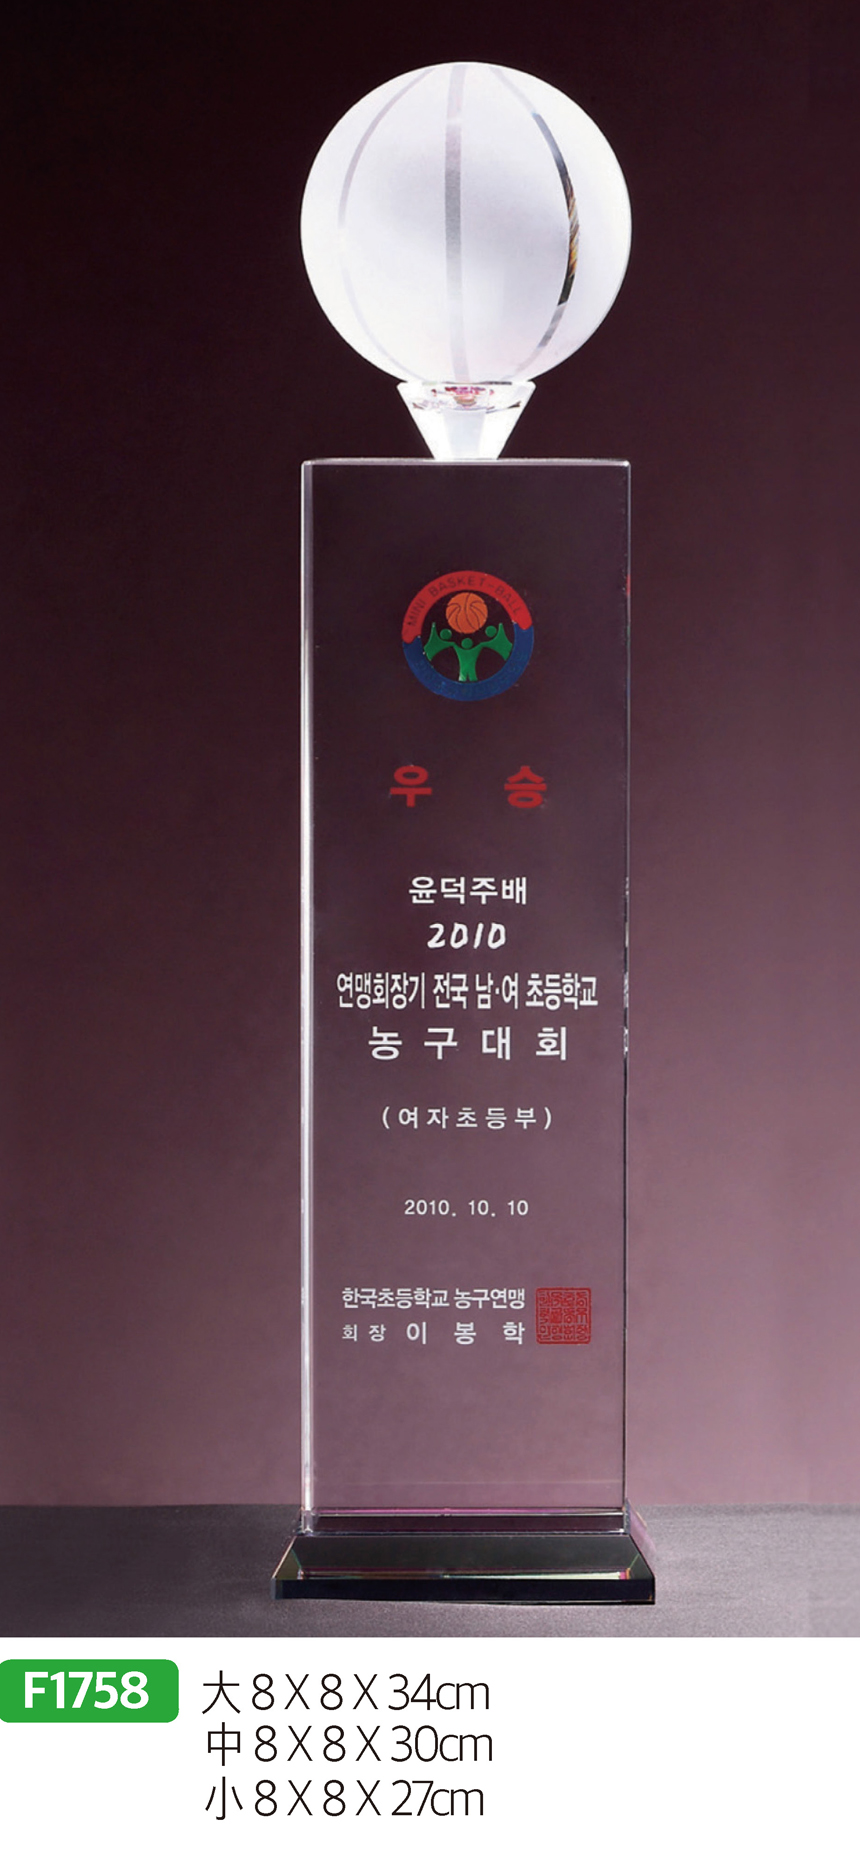 MINI BASKET-BALL
우 승
윤덕주배
2010
연맹회장기 전국 남·여 초등학교
농 구 대 회
(여자초등부)
2010. 10. 10
한국초등학교 농구연맹
회 장 이 봉 학
F1758
大 8 X 8 X 34cm
中 8 X 8 X 30cm
小 8 X 8 X 27cm